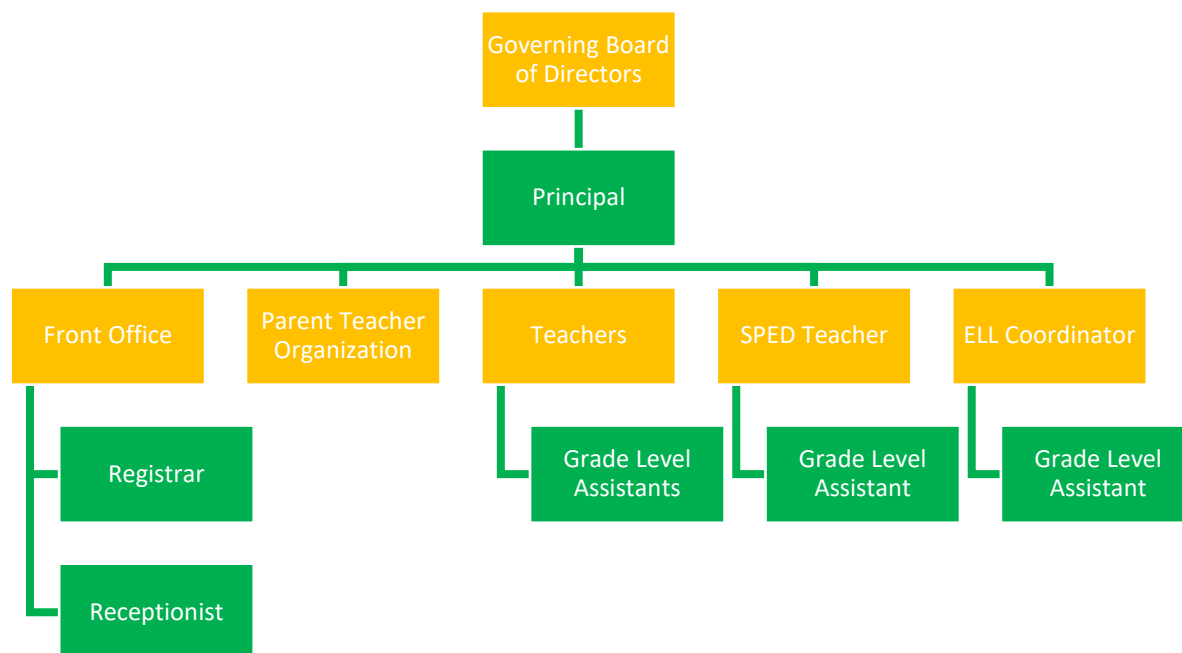 Governing Board
of Directors
Principal
Front Office
Parent Teacher
Organization
Teachers
SPED Teacher
ELL Coordinator
Registrar
Grade Level
Assistants
Grade Level
Assistant
Grade Level
Assistant
Receptionist